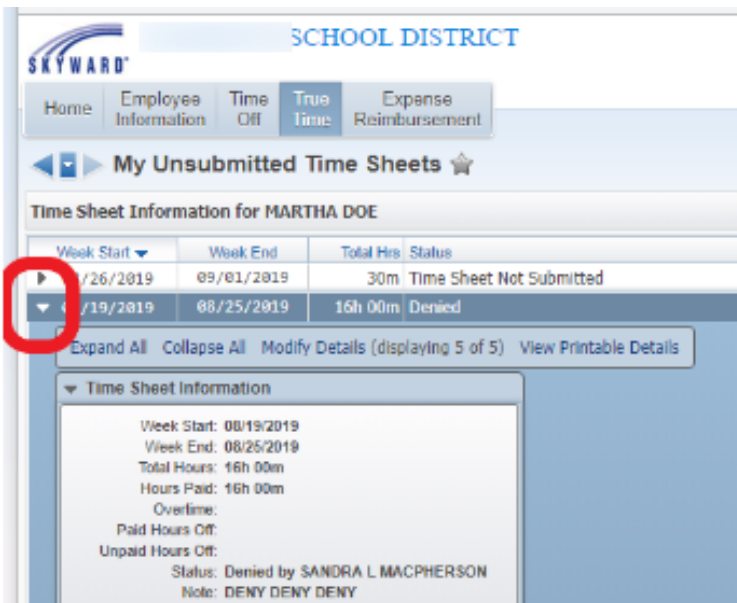 SCHOOL DISTRICT
SKYWARD
Home Employee Information Time Off True Time Expense Reimbursement
My Unsubmitted Time Sheets
Time Sheet Information for MARTHA DOE
Week Start Week End Total Hrs Status
/26/2019 09/01/2019 30m Time Sheet Not Submitted
/19/2019 08/25/2019 16h 00m Denied
Expand All Collapse All Modify Details (displaying 5 of 5) View Printable Details
Time Sheet Information
Week Start: 08/19/2019
Week End: 08/25/2019
Total Hours: 16h 00m
Hours Paid: 16h 00m
Overtime:
Paid Hours Off:
Unpaid Hours Off:
Status: Denied by SANDRA L MACPHERSON
Note: DENY DENY DENY